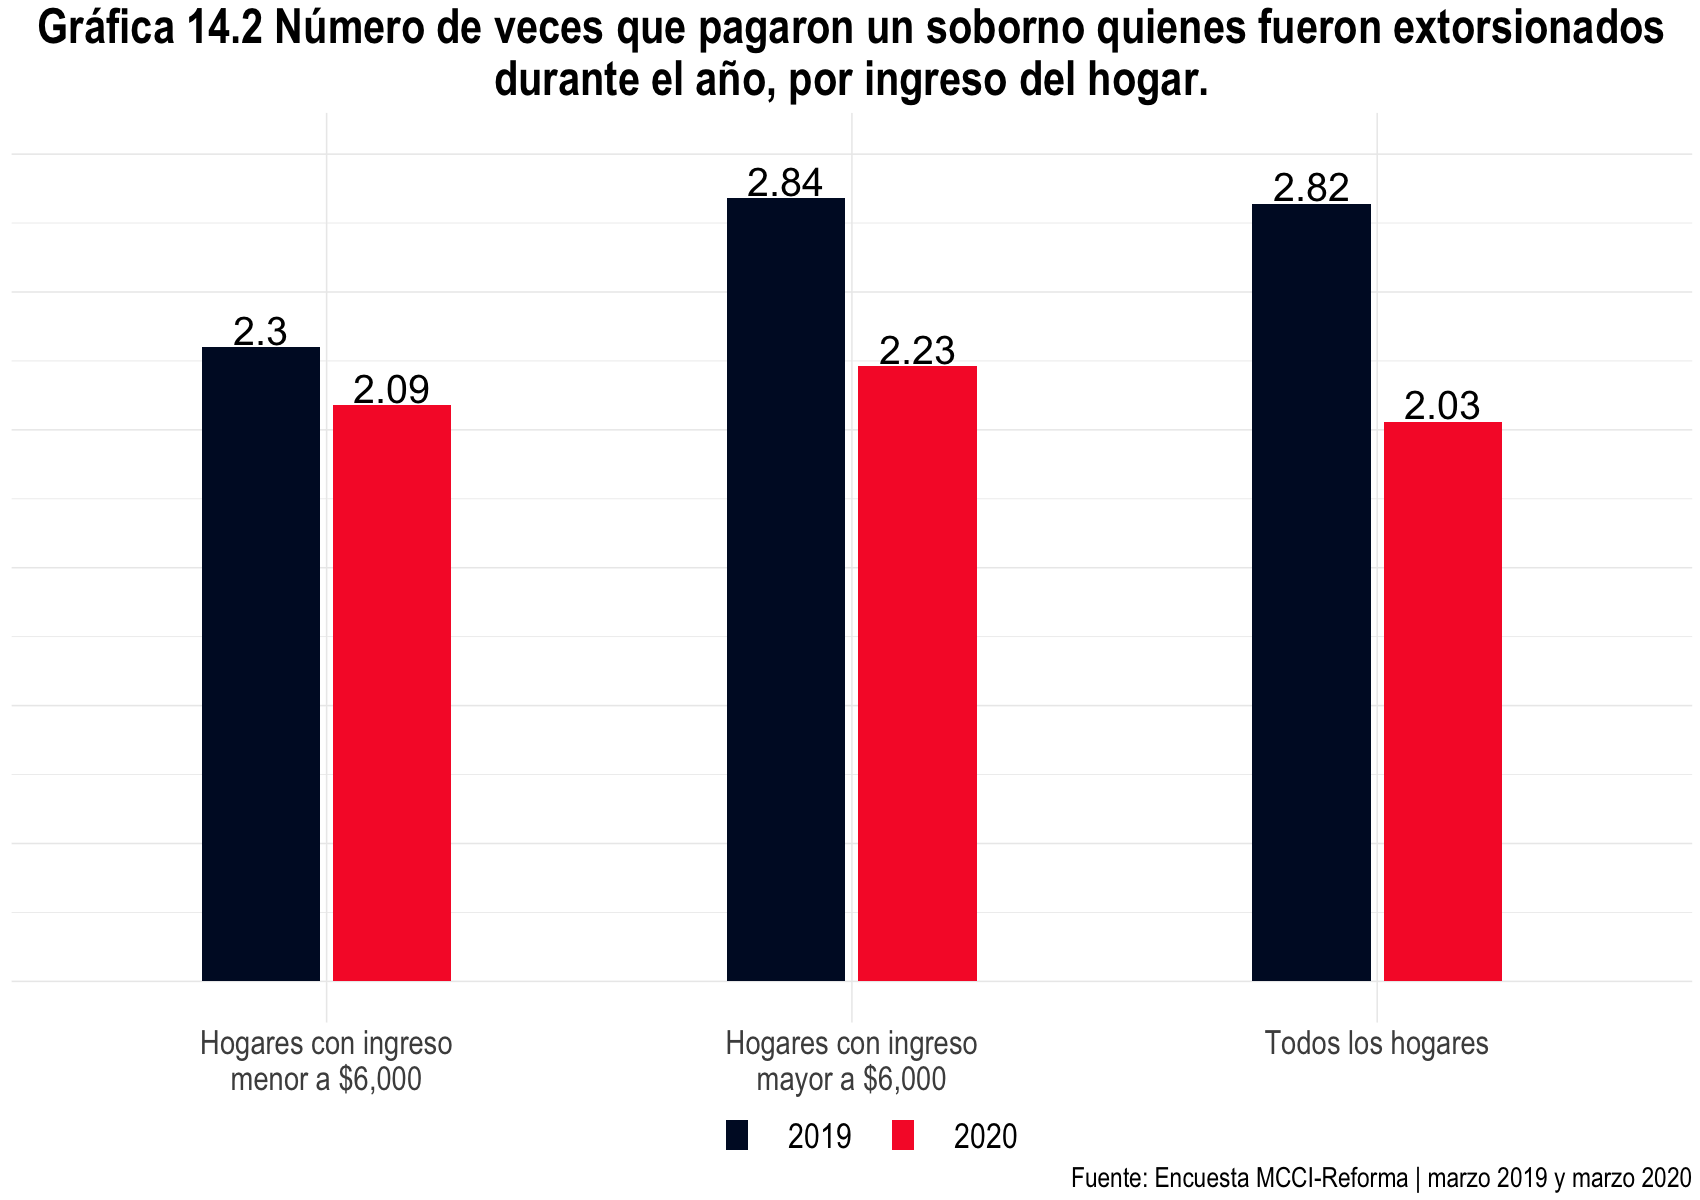 Gráfica 14.2 Número de veces que pagaron un soborno quienes fueron extorsionados
durante el año, por ingreso del hogar.
2.3
2.09
2.84
2.23
2.82
2.03
Hogares con ingreso
menor a $6,000
Hogares con ingreso
mayor a $6,000
Todos los hogares
2019
2020
Fuente: Encuesta MCCI-Reforma | marzo 2019 y marzo 2020